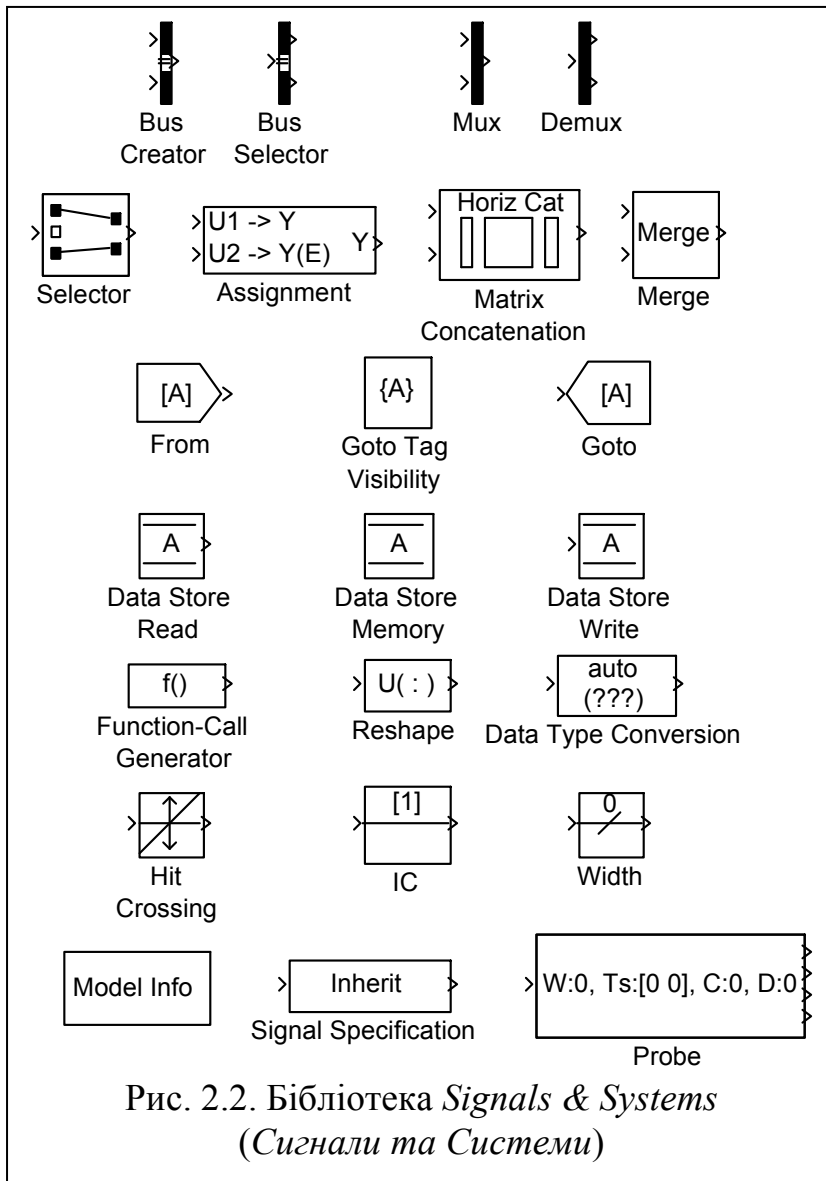 Bus Creator
Bus Selector
Mux
Demux
Selector
U1 -> Y
U2 -> Y(E)
Y
Assignment
Horiz Cat
Matrix
Concatenation
Merge
Merge
[A]
From
{A}
Goto Tag
Visibility
[A]
Goto
A
Data Store
Read
A
Data Store
Memory
A
Data Store
Write
f()
Function-Call
Generator
U( : )
Reshape
auto
(???)
Data Type Conversion
Hit
Crossing
[1]
IC
0
Width
Model Info
Inherit
Signal Specification
W:0, Ts:[0 0], C:0, D:0
Probe
Рис. 2.2. Бібліотека Signals & Systems
(Сигнали та Системи)